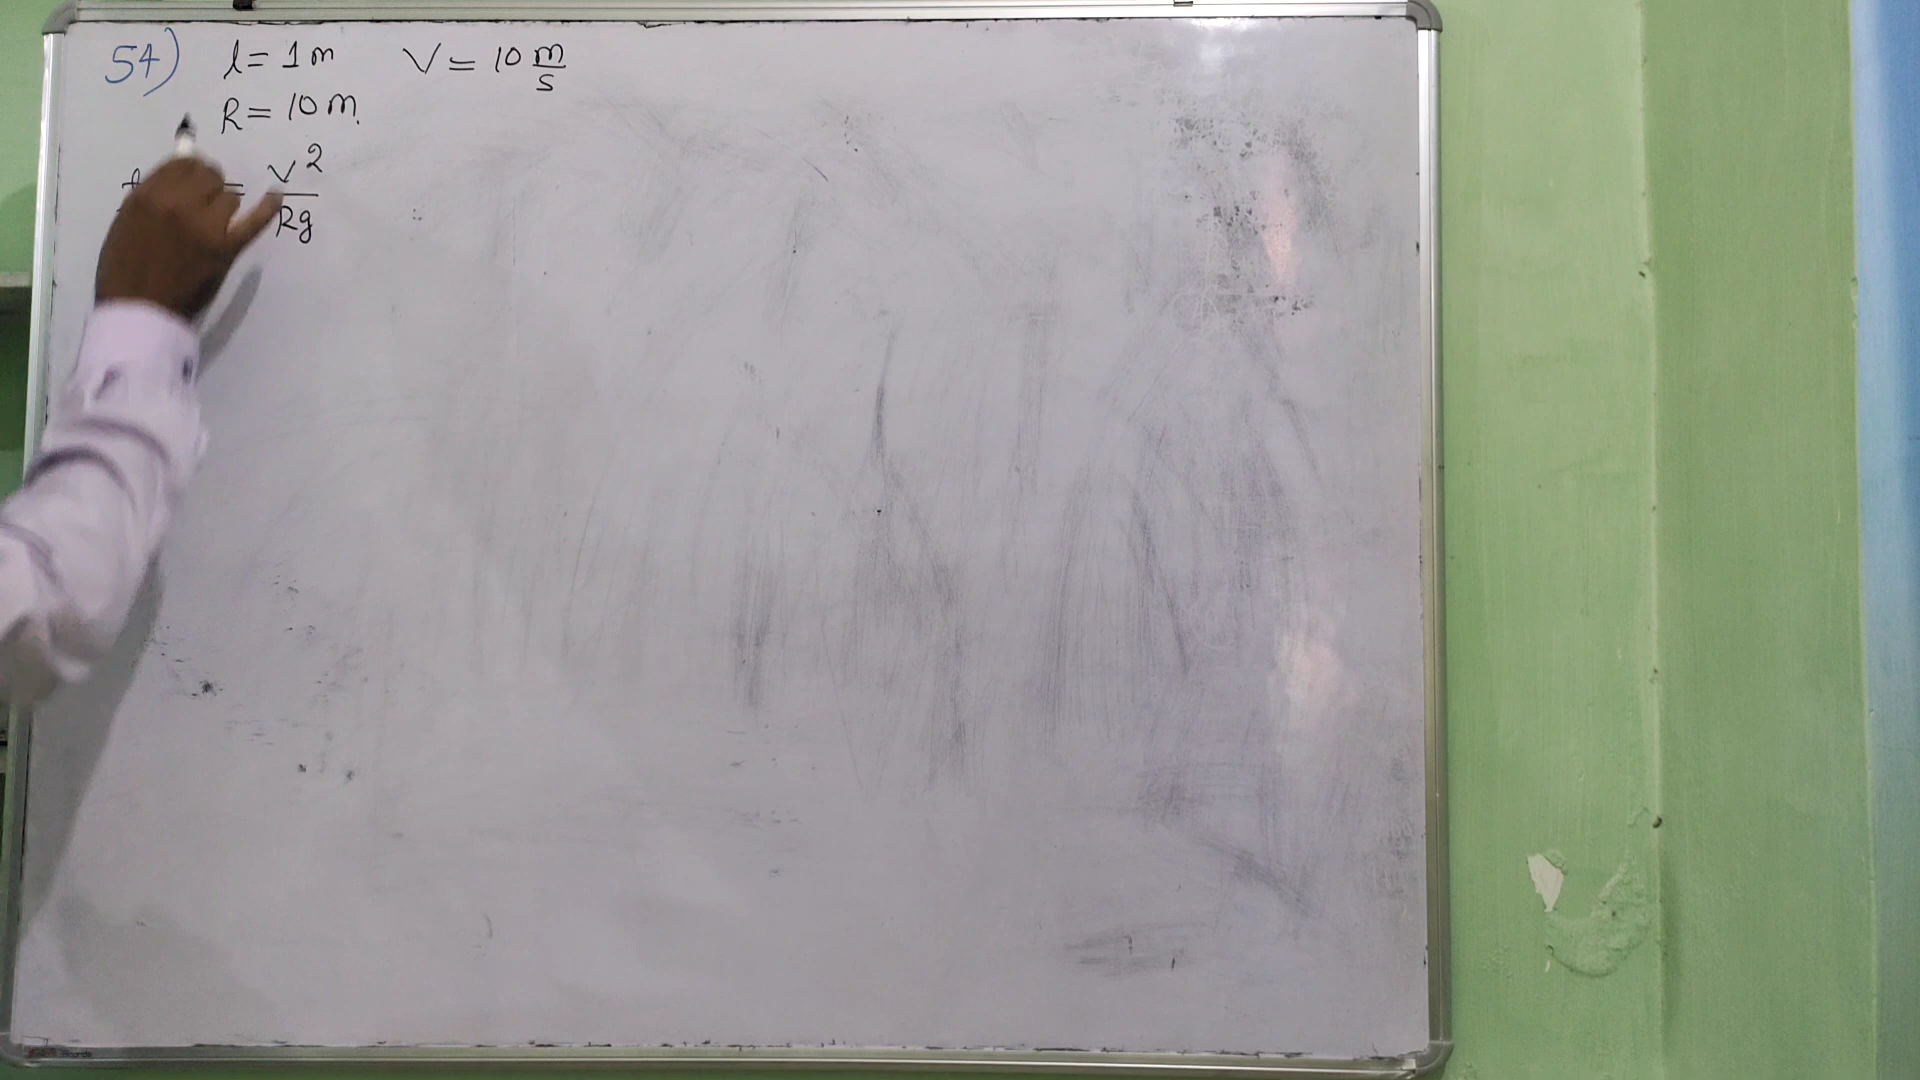 54) l = 1 m V = 10 m/s
R = 10 m.
= v²/Rg